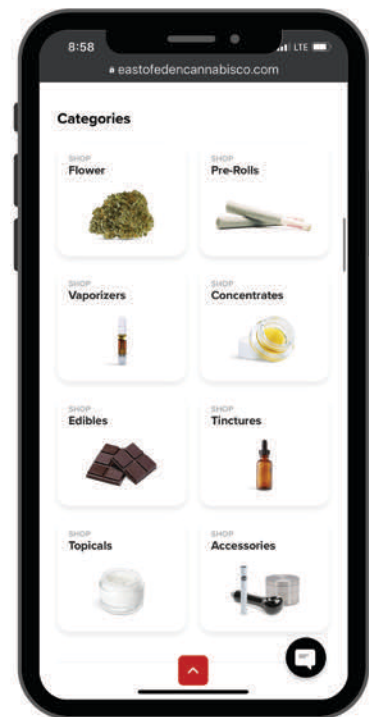 8:58
LTE
eastofedencannabisco.com
Categories
SHOP SHOP
Flower Pre-Rolls
SHOP SHOP
Vaporizers Concentrates
SHOP SHOP
Edibles Tinctures
SHOP SHOP
Topicals Accessories